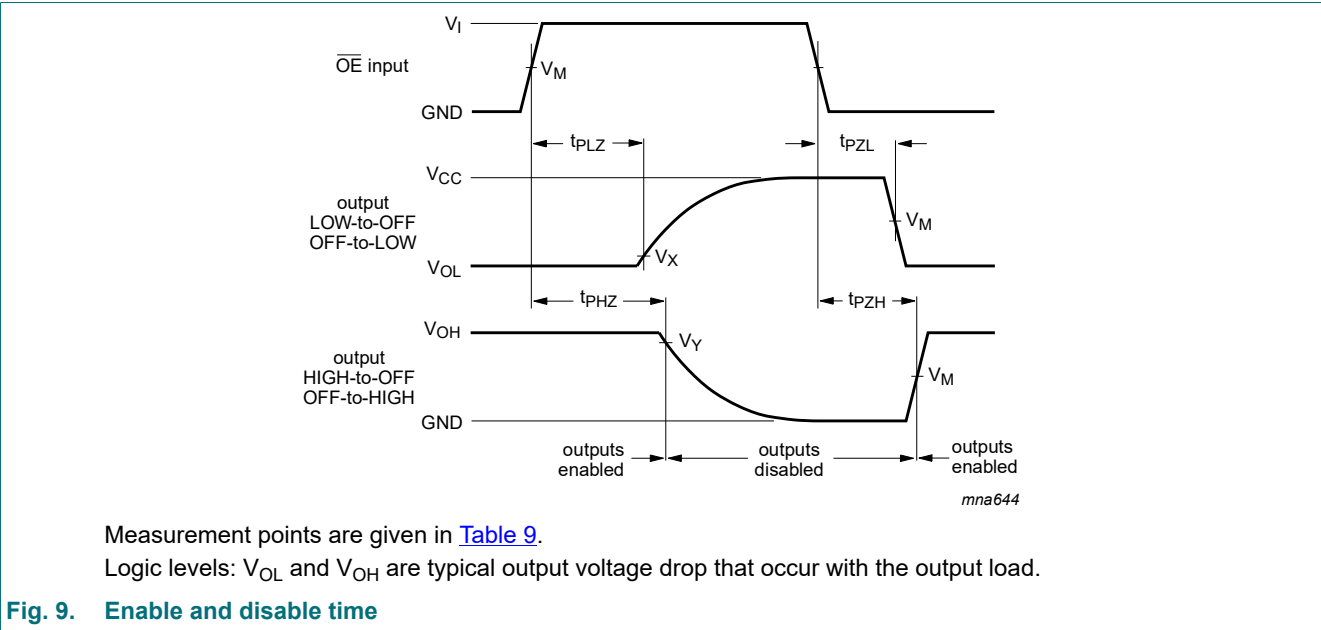 VI
OE input
VM
GND
tPLZ
tPZL
VCC
output
LOW-to-OFF
OFF-to-LOW
VM
VX
VOL
tPHZ
tPZH
VOH
VY
output
HIGH-to-OFF
OFF-to-HIGH
VM
GND
outputs
enabled
outputs
disabled
outputs
enabled
mna644
Measurement points are given in Table 9.
Logic levels: VOL and VOH are typical output voltage drop that occur with the output load.
Fig. 9. Enable and disable time